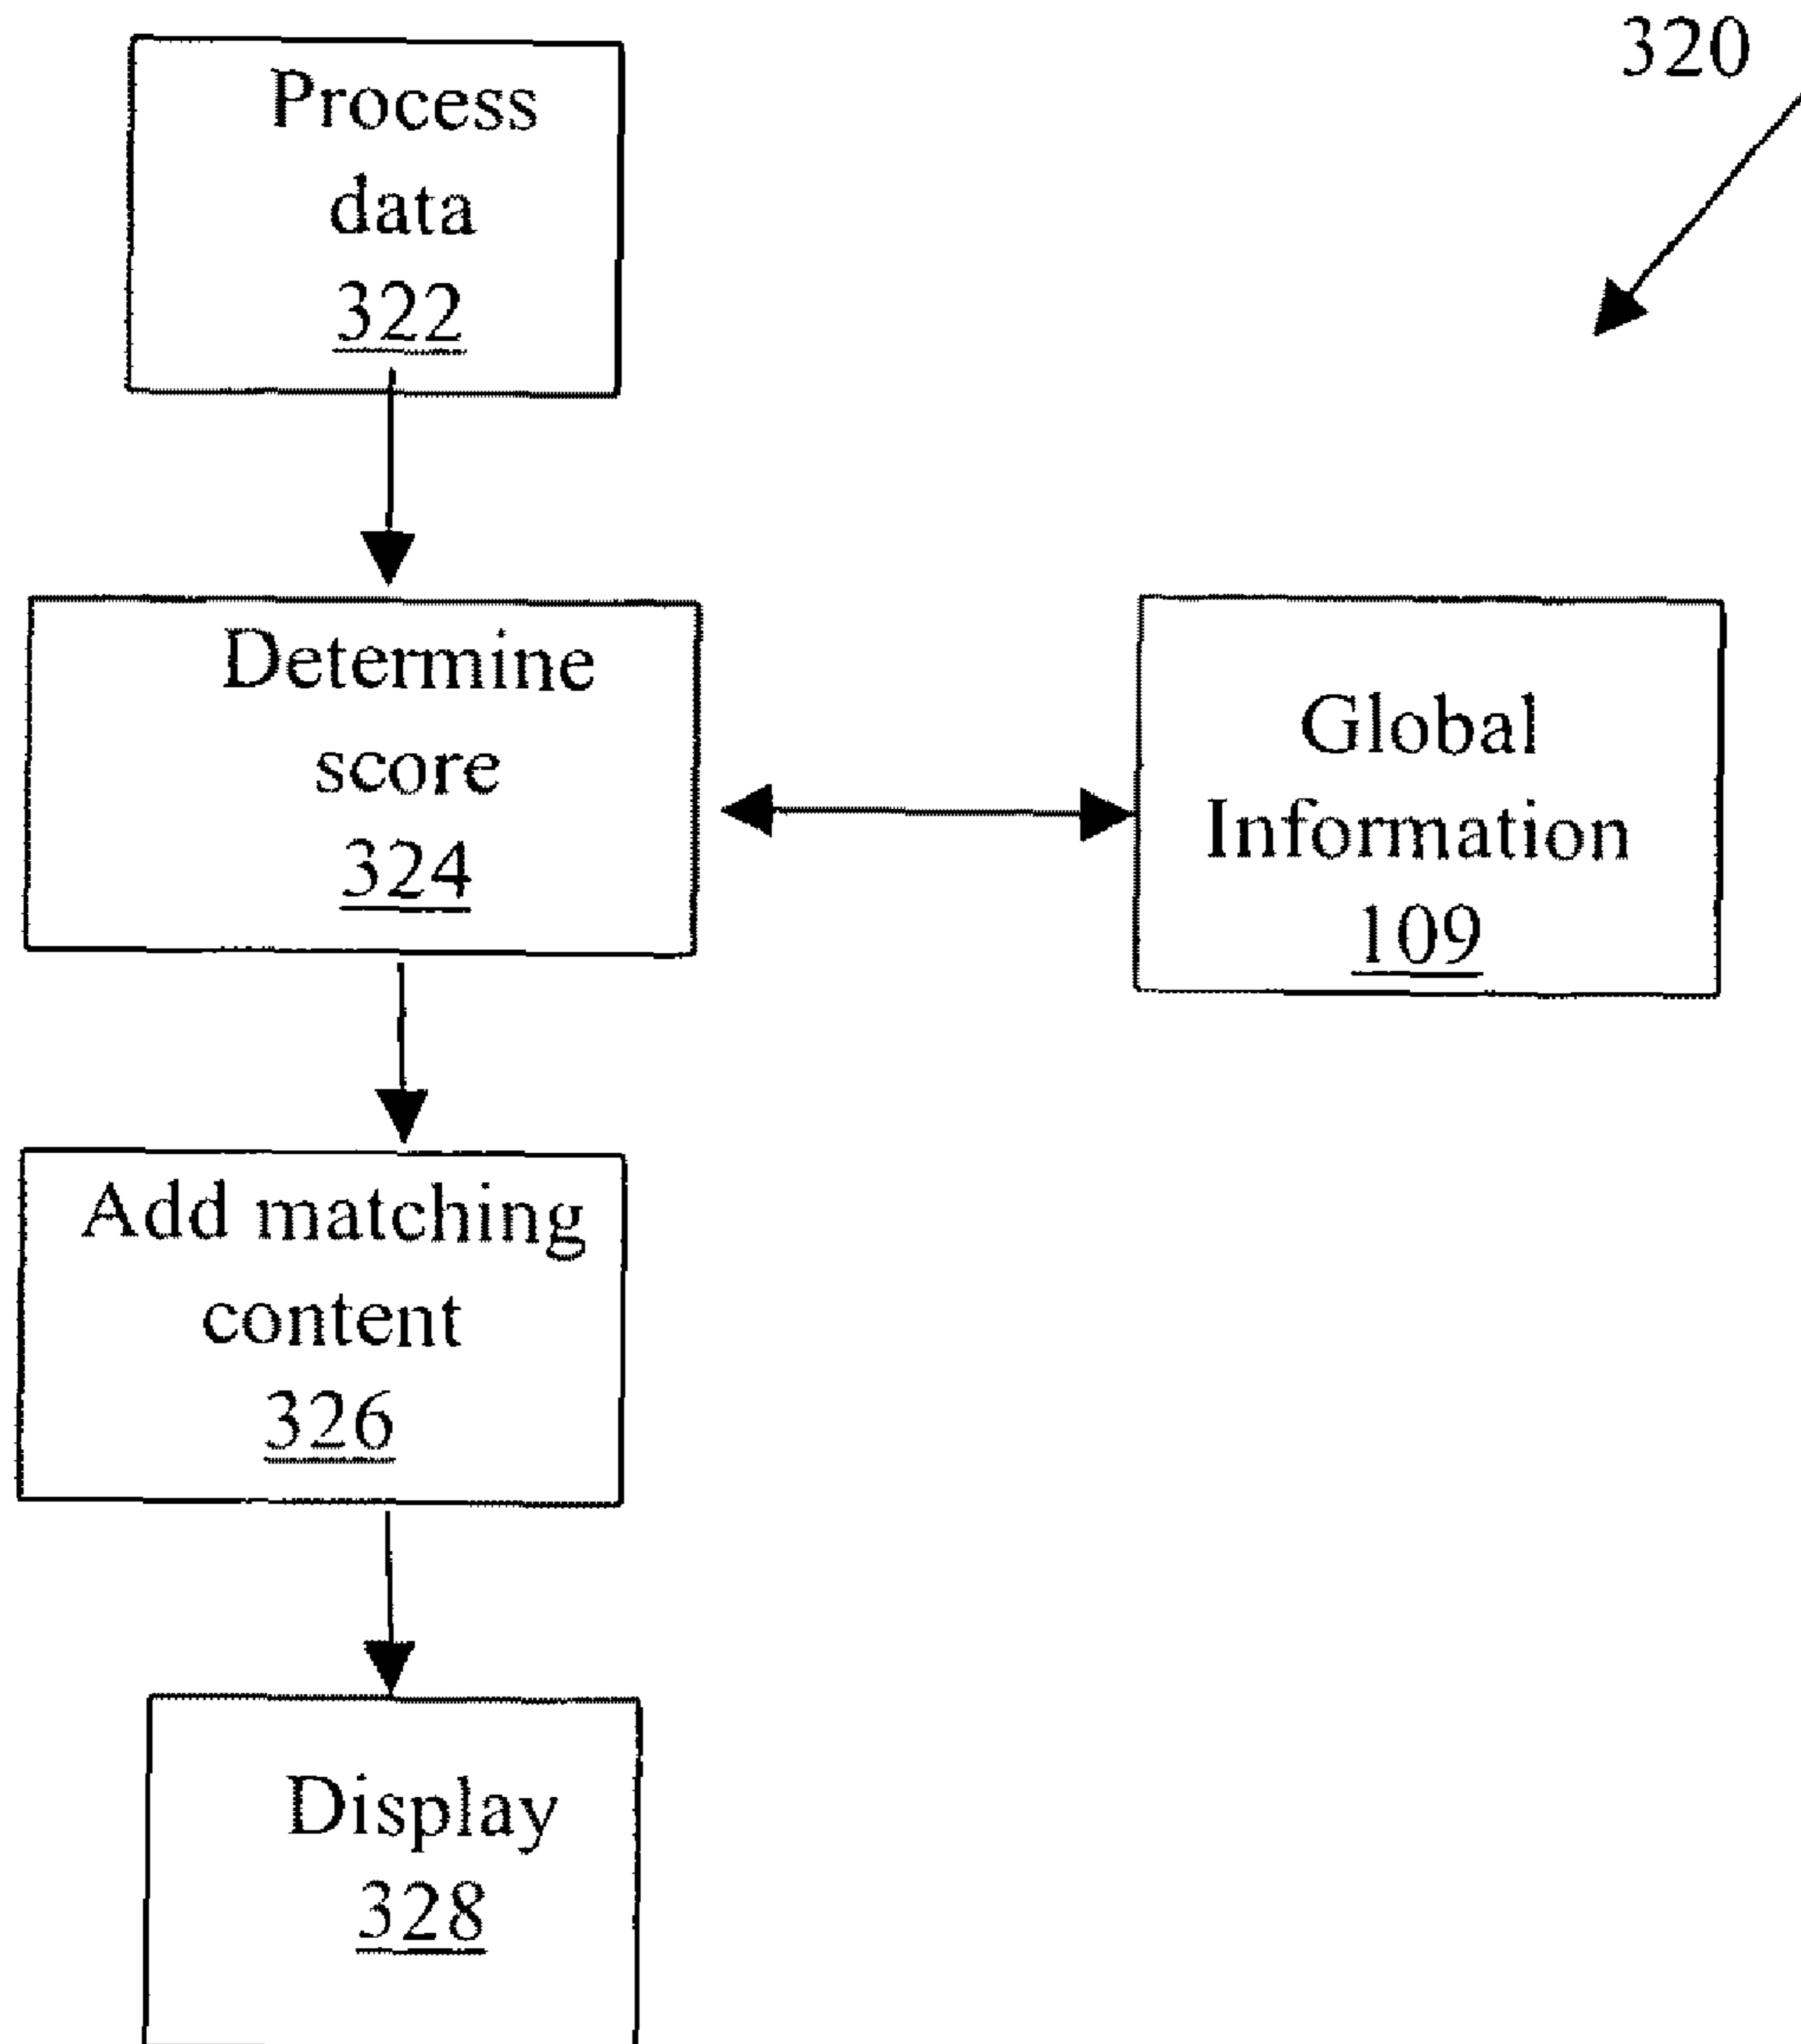 320
Process
data
322
Determine
score
324
Global
Information
109
Add matching
content
326
Display
328